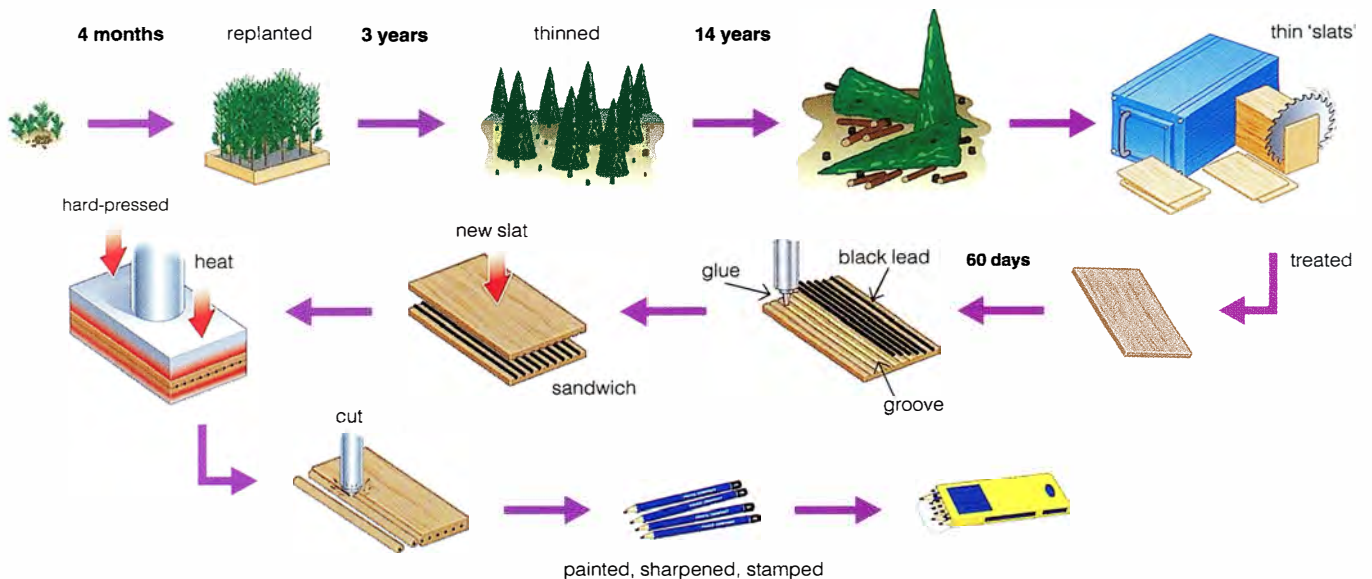 4 months
replanted
3 years
thinned
14 years
thin 'slats'
treated
60 days
black lead
glue
groove
new slat
sandwich
hard-pressed
heat
cut
painted, sharpened, stamped